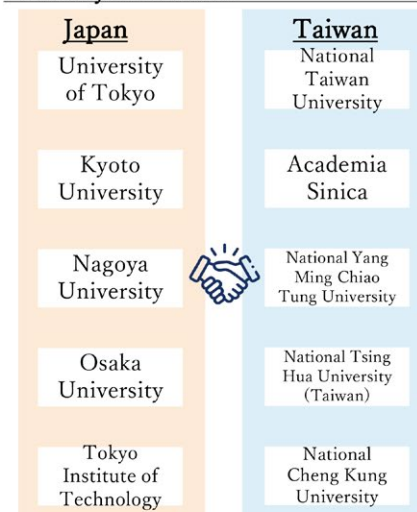 Japan
University
of Tokyo
Kyoto
University
Nagoya
University
Osaka
University
Tokyo
Institute of
Technology
Taiwan
National
Taiwan
University
Academia
Sinica
National Yang
Ming Chiao
Tung University
National Tsing
Hua University
(Taiwan)
National
Cheng Kung
University